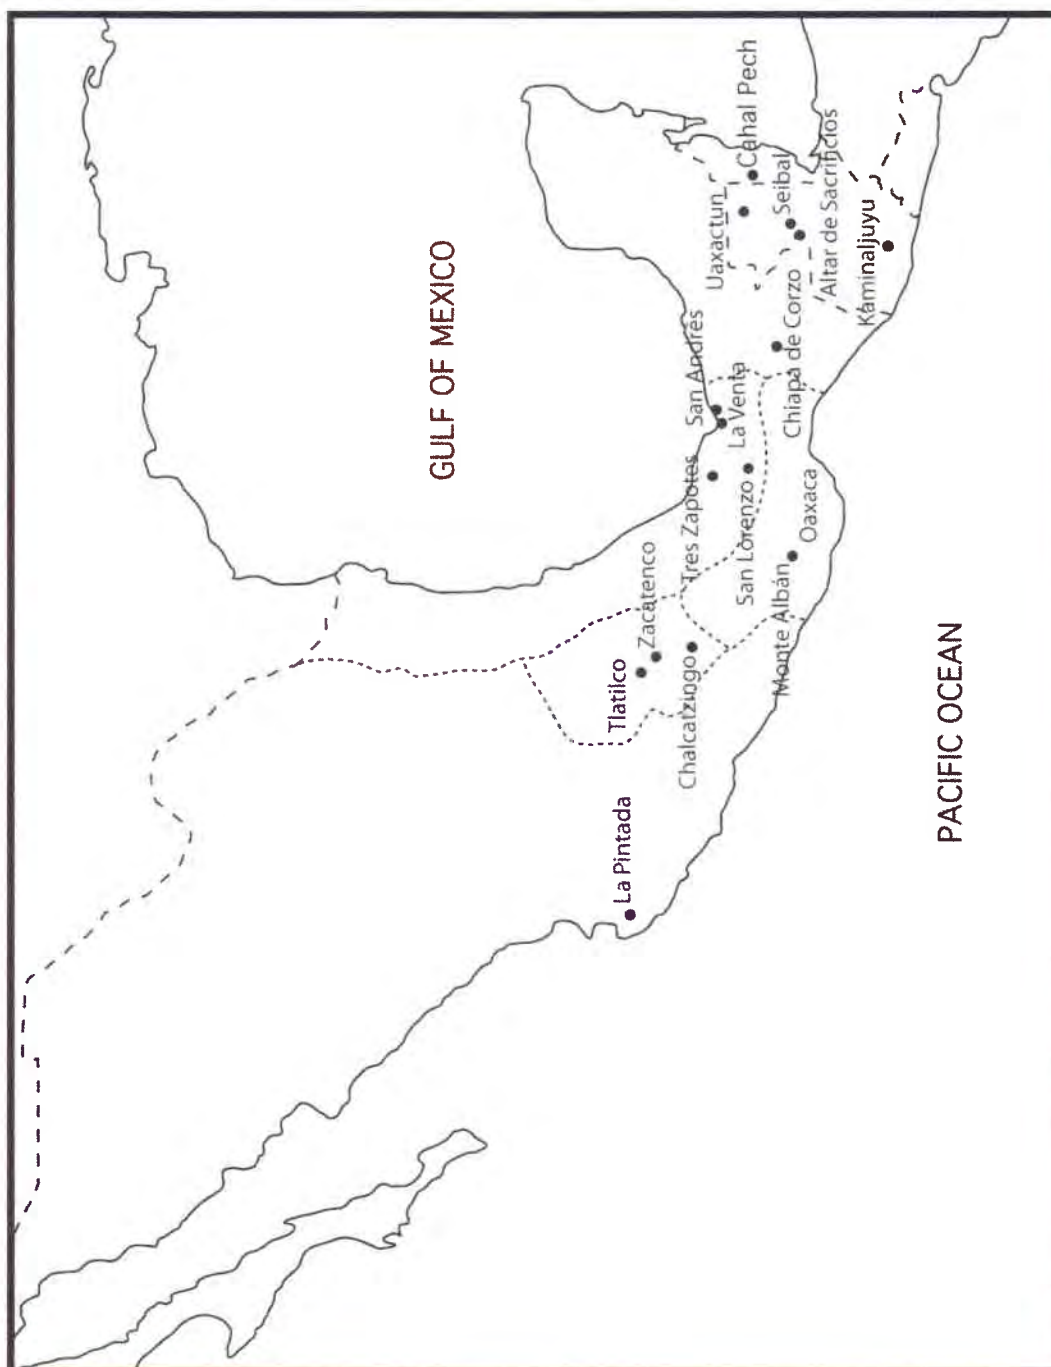 GULF OF MEXICO
La Pintada
Tlatilco
Zacatenco
Chalcatzingo
Tres Zapotes
San Lorenzo
Monte Albán
Oaxaca
San Andrés
La Venta
Chiapa de Corzo
Uaxactun
Cahal Pech
Seibal
Altar de Sacrificios
Kaminaljuyu
PACIFIC OCEAN